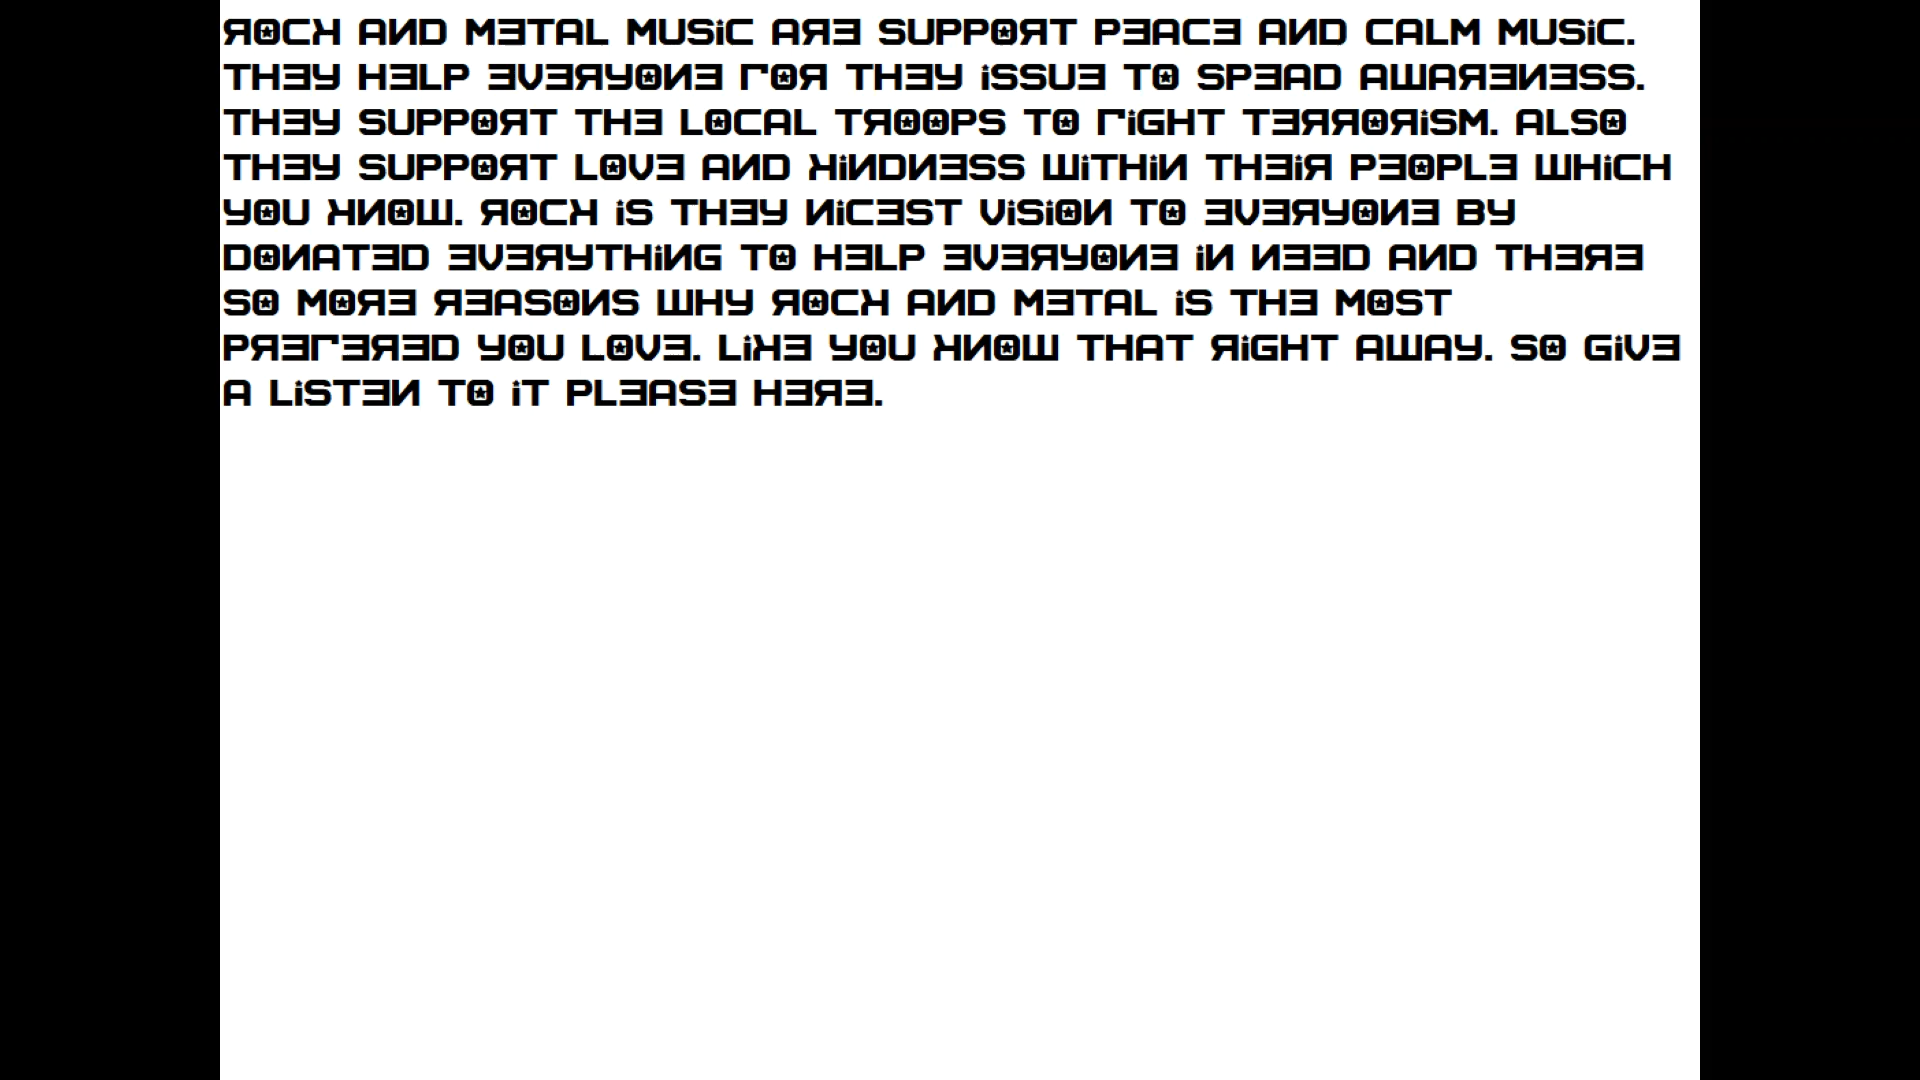 ROCK AND METAL MUSIC ARE SUPPORT PEACE AND CALM MUSIC.
THEY HELP EVERYONE FOR THEY ISSUE TO SPEAD AWARENESS.
THEY SUPPORT THE LOCAL TROOPS TO FIGHT TERRORISM. ALSO
THEY SUPPORT LOVE AND KINDNESS WITHIN THEIR PEOPLE WHICH
YOU KNOW. ROCK IS THEY NICEST VISION TO EVERYONE BY
DONATED EVERYTHING TO HELP EVERYONE IN NEED AND THERE
SO MORE REASONS WHY ROCK AND METAL IS THE MOST
PREFERED YOU LOVE. LIKE YOU KNOW THAT RIGHT AWAY. SO GIVE
A LISTEN TO IT PLEASE HERE.